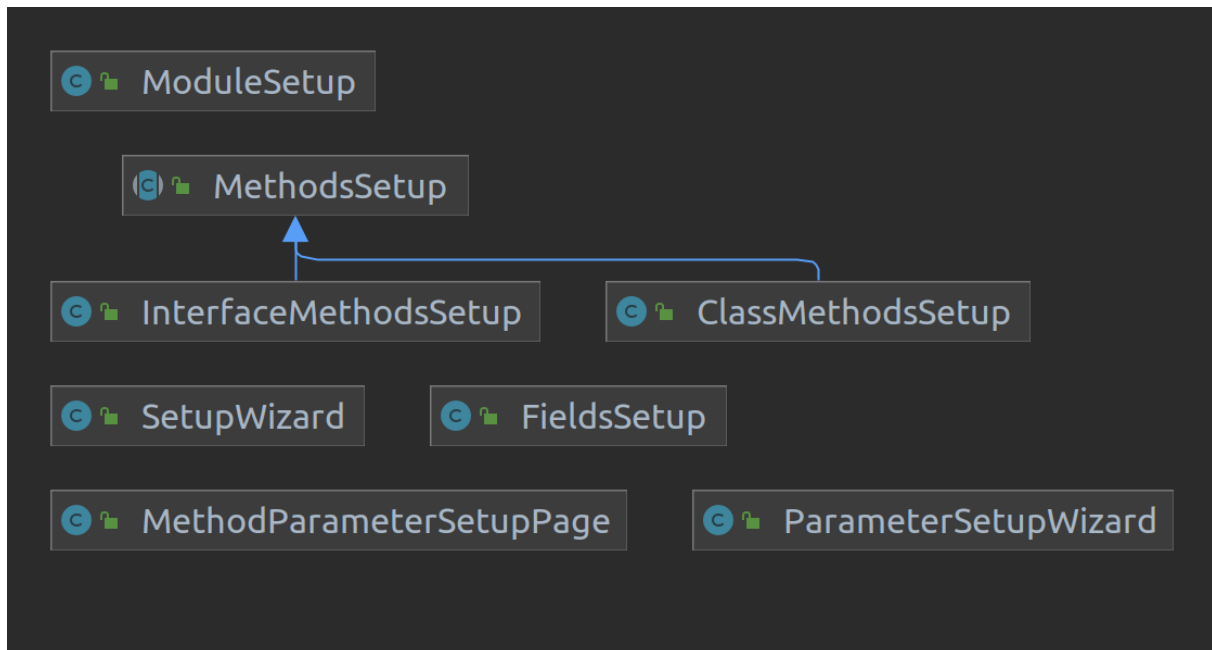 ModuleSetup
MethodsSetup
InterfaceMethodsSetup
ClassMethodsSetup
SetupWizard
FieldsSetup
MethodParameterSetupPage
ParameterSetupWizard